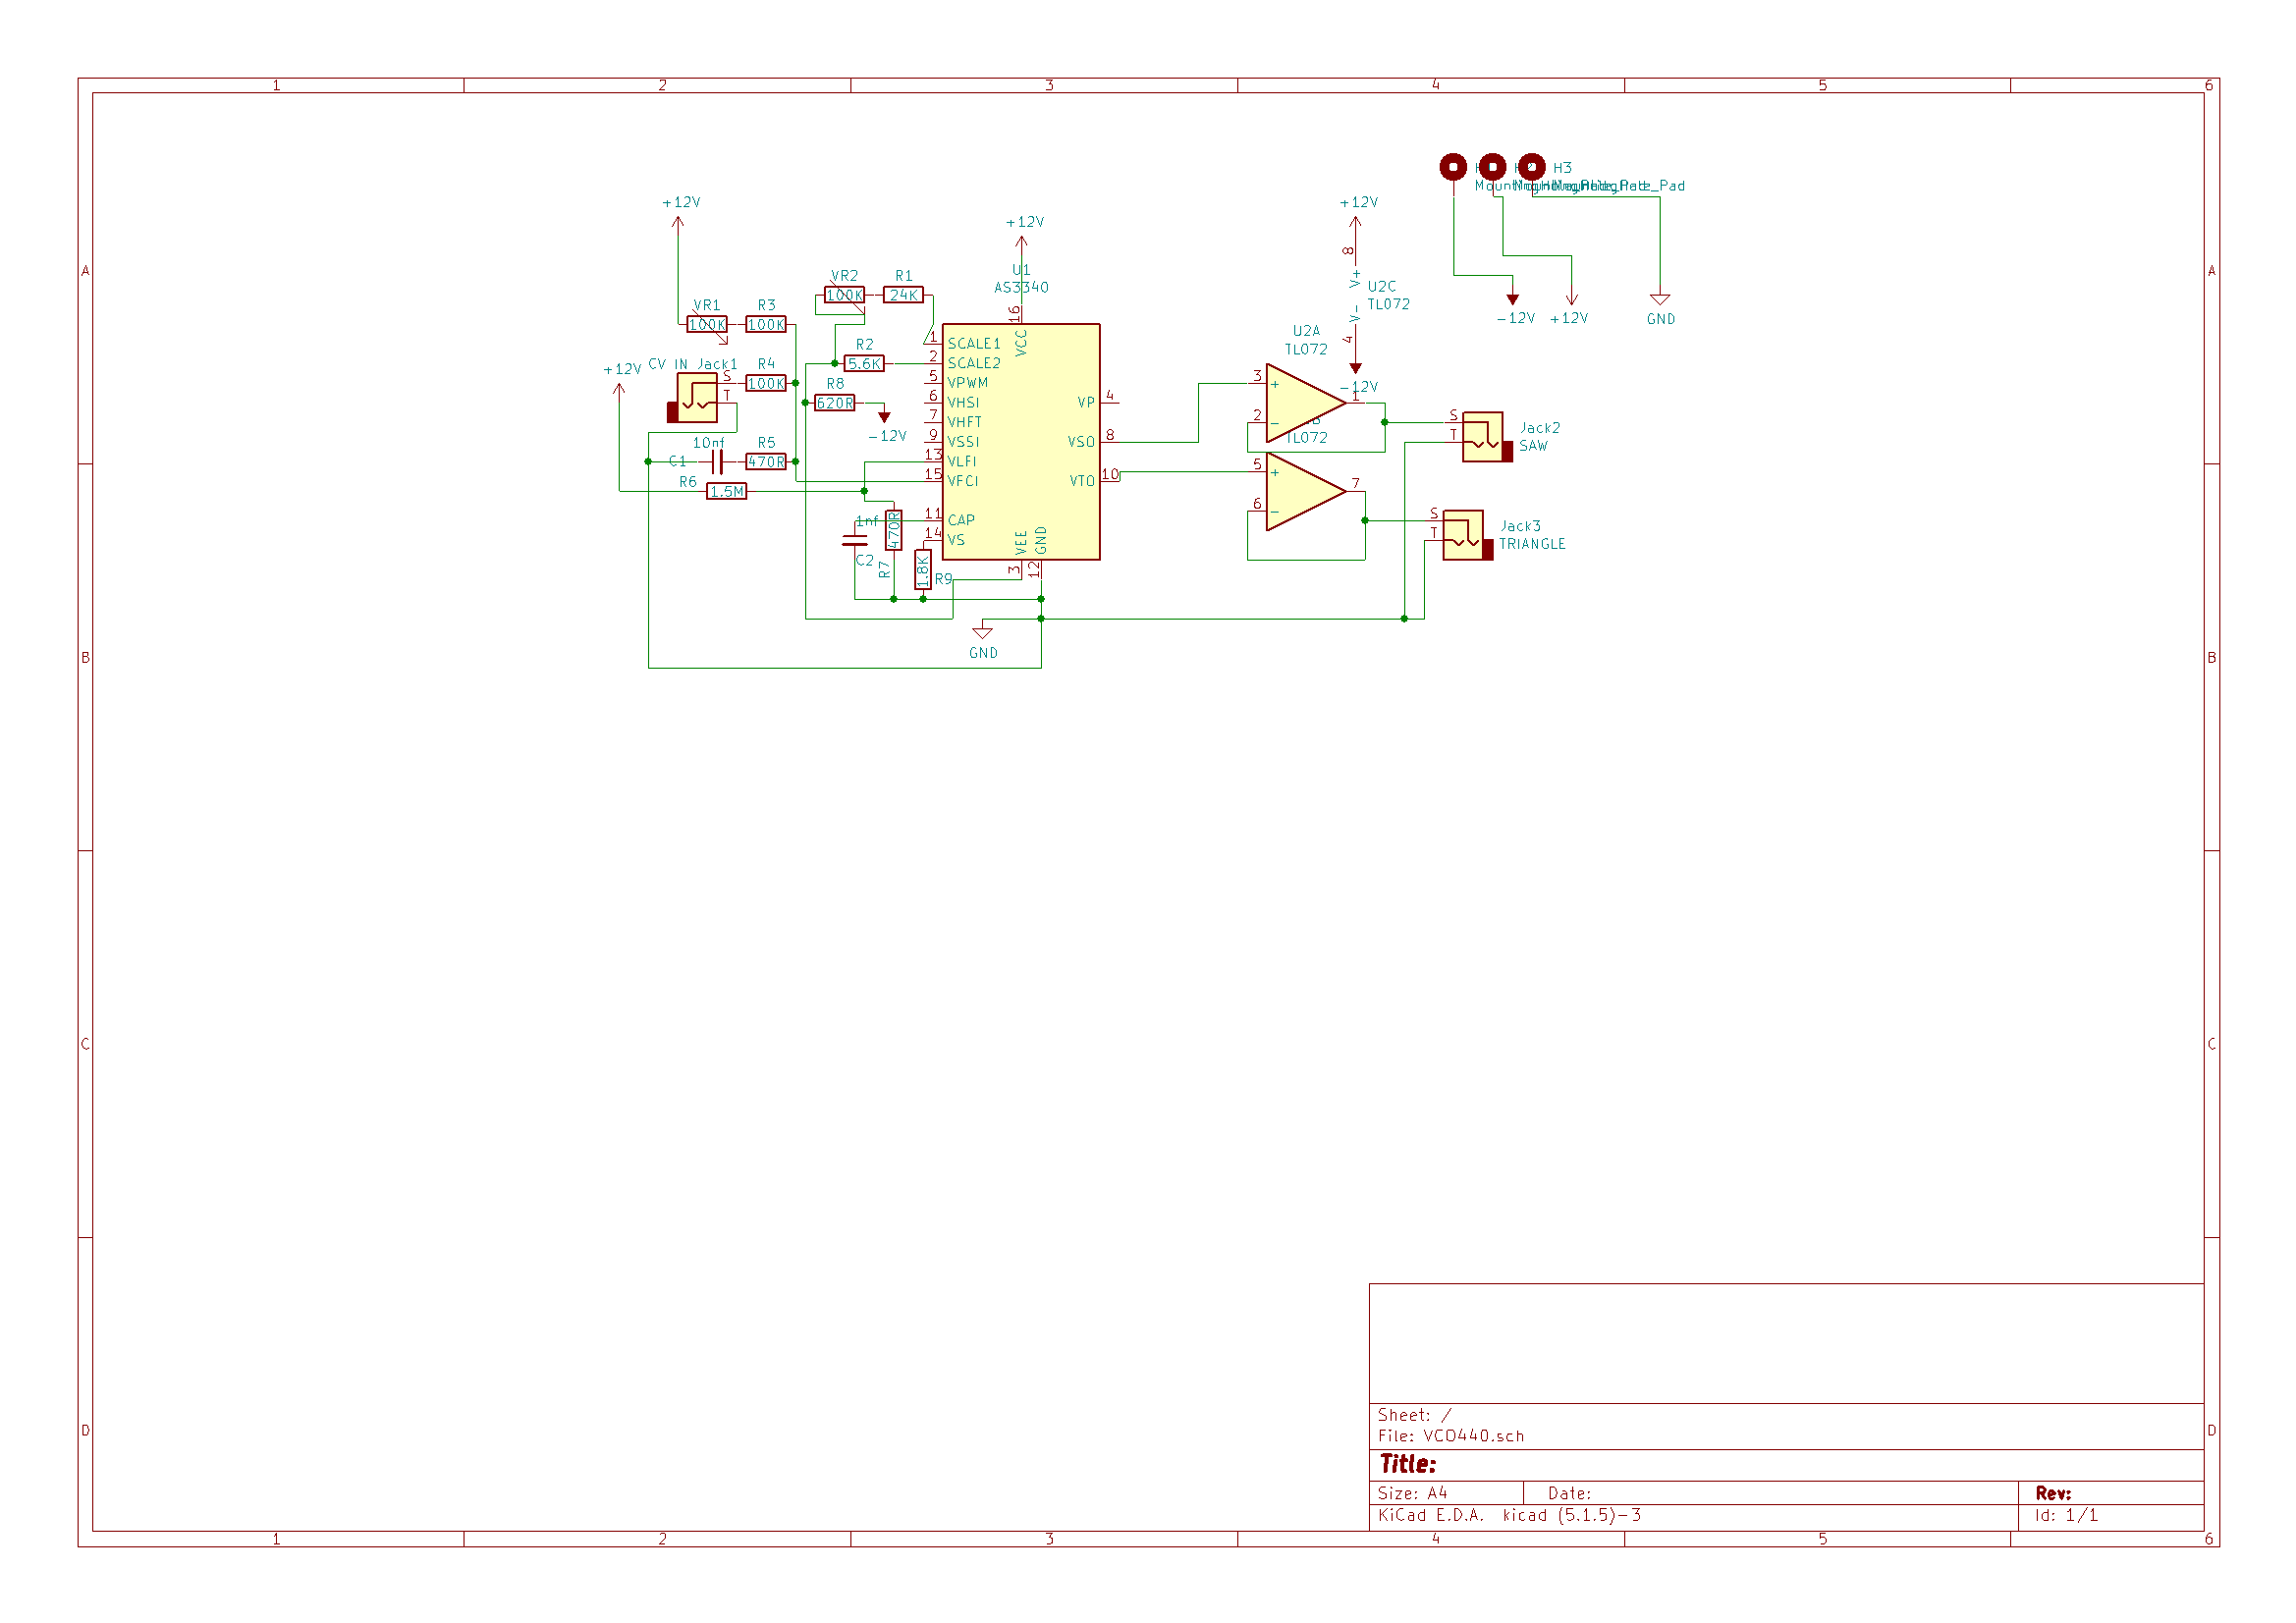 1 2 3 4 5 6
A A
H3
Mounting
_Pad
+12V
+12V
+12V
8
V+
V-
4
U2C
TL072
-12V
-12V
+12V
GND
U1
AS3340
VR2
100K
R1
24K
VR1
100K
R3
100K
16
VCC
1 SCALE1
2 SCALE2
5 VPWM
6 VHSI
7 VHFT
9 VSSI
13 VLFI
15 VFCI
11 CAP
14 VS
VP 4
VSO 8
VTO 10
VEE
3
GND
12
R2
5.6K
R8
620R
-12V
+12V
CV IN Jack1
S
T
R4
100K
10nf
C1
R5
470R
R6
1.5M
1nf
C2
470R
R7
1.8K
R9
GND
U2A
TL072
3
+
2
-
1
TL072
5
+
6
-
7
S
T
Jack2
SAW
S
T
Jack3
TRIANGLE
B B
C C
D D
Sheet: /
File: VCO440.sch
Title:
Size: A4 Date: Rev:
KiCad E.D.A. kicad (5.1.5)-3 Id: 1/1
1 2 3 4 5 6